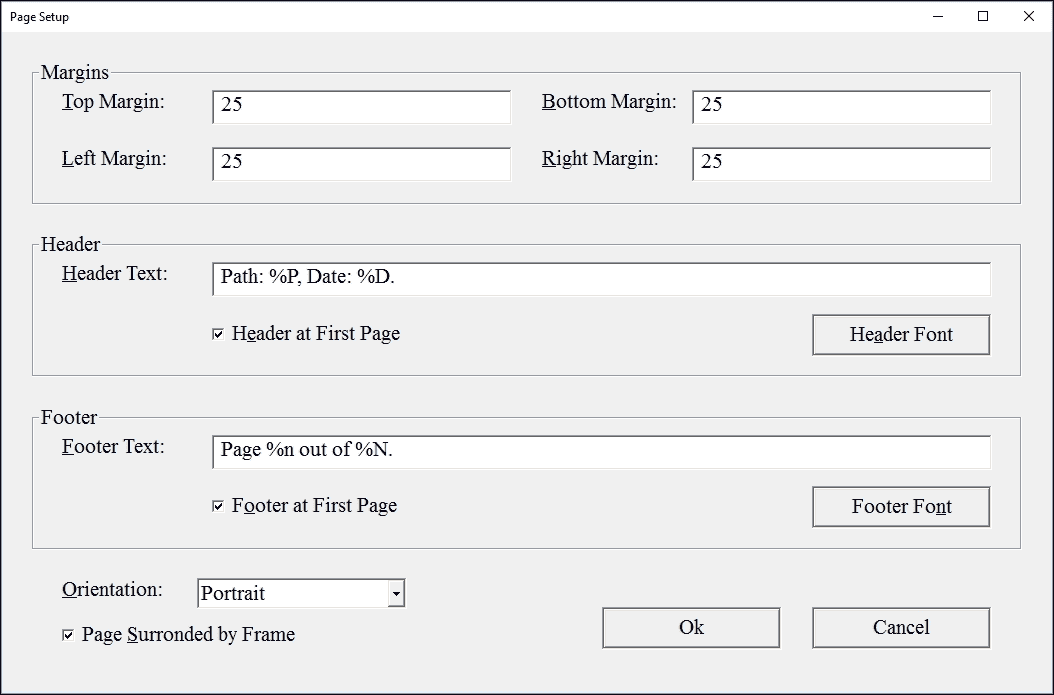 Page Setup
Margins
Top Margin: 25 Bottom Margin: 25
Left Margin: 25 Right Margin: 25
Header
Header Text: Path: %P, Date: %D.
Header at First Page Header Font
Footer
Footer Text: Page %n out of %N.
Footer at First Page Footer Font
Orientation: Portrait
Page Surronded by Frame Ok Cancel